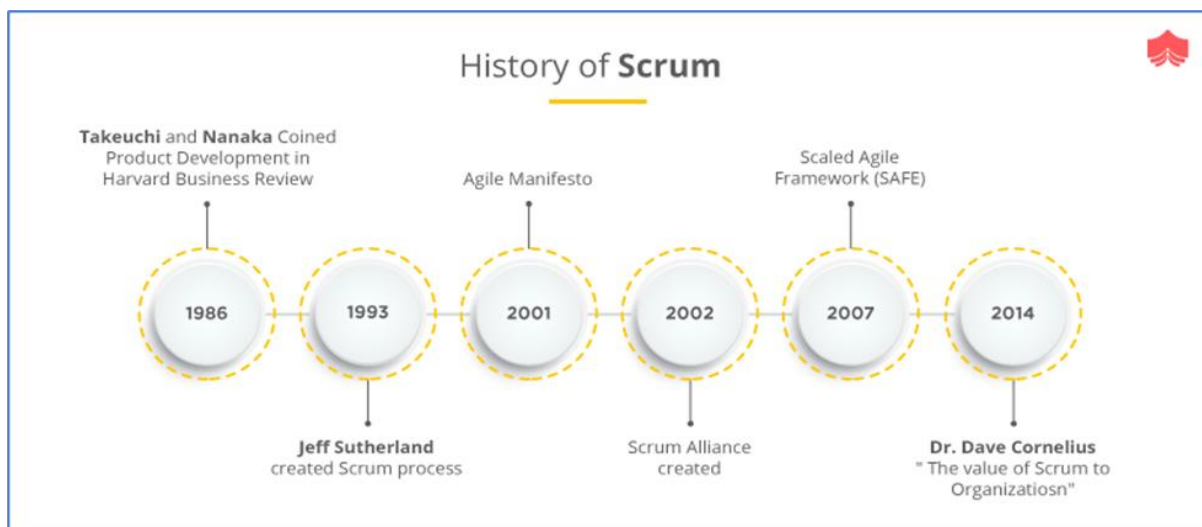 History of Scrum
Takeuchi and Nanaka Coined
Product Development in
Harvard Business Review
Agile Manifesto
Scaled Agile
Framework (SAFE)
1986
1993
2001
2002
2007
2014
Jeff Sutherland
created Scrum process
Scrum Alliance
created
Dr. Dave Cornelius
" The value of Scrum to
Organizatiosn"